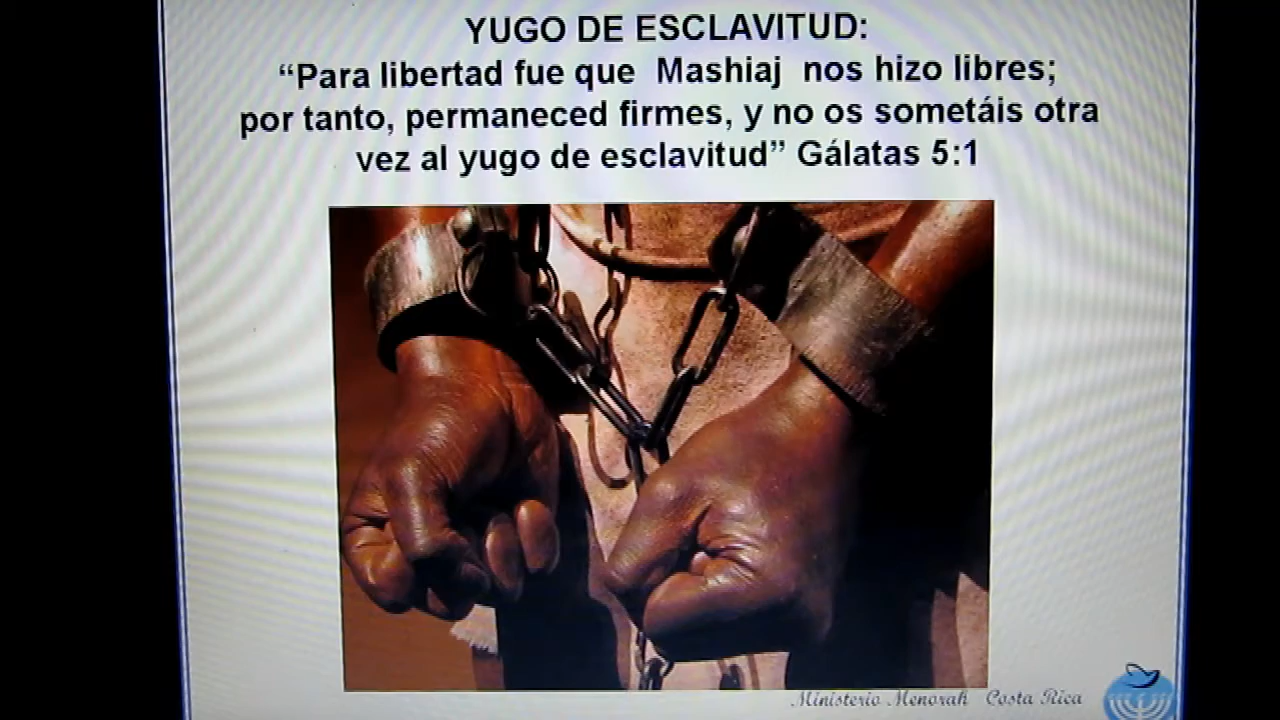 YUGO DE ESCLAVITUD:
“Para libertad fue que Mashiaj nos hizo libres;
por tanto, permaneced firmes, y no os sometáis otra
vez al yugo de esclavitud” Gálatas 5:1
Ministerio Menorah Costa Rica